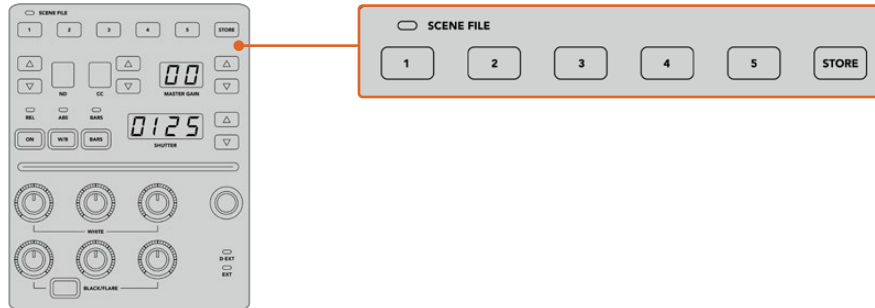 SCENE FILE
1 2 3 4 5 STORE
ND CC 00 MASTER GAIN
REL ABS BARS
ON W/B BARS 0125
SHUTTER
WHITE
D-EXT
EXT
BLACK/FLARE
SCENE FILE
1 2 3 4 5 STORE